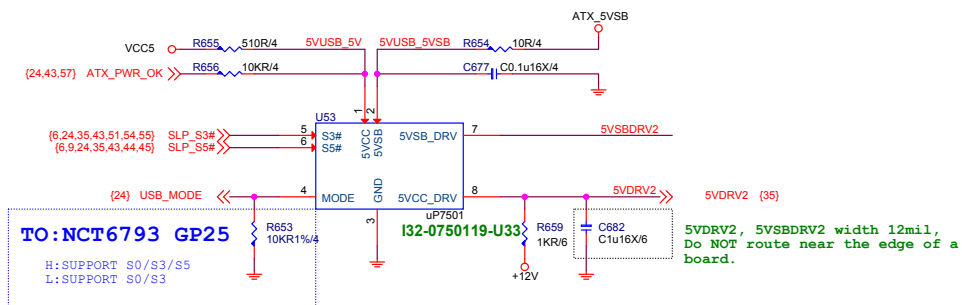 ATX_5VSB
VCC5
R655
510R/4
5VUSB_5V
5VUSB_5VSB
R654
10R/4
{24,43,57}
ATX_PWR_OK
R656
10KR/4
C677
C0.1u16X/4
1
2
U53
{6,24,35,43,51,54,55}
SLP_S3#
5
S3#
5VCC
5VSB
5VSB_DRV
7
5VSBDRV2
{6,9,24,35,43,44,45}
SLP_S5#
6
S5#
{24}
USB_MODE
4
MODE
GND
5VCC_DRV
8
5VDRV2
5VDRV2
{35}
3
uP7501
I32-0750119-U33
R653
10KR1%/4
R659
1KR/6
+12V
C682
C1u16X/6
TO:NCT6793 GP25
H:SUPPORT S0/S3/S5
L:SUPPORT S0/S3
5VDRV2, 5VSBDRV2 width 12mil,
Do NOT route near the edge of a
board.